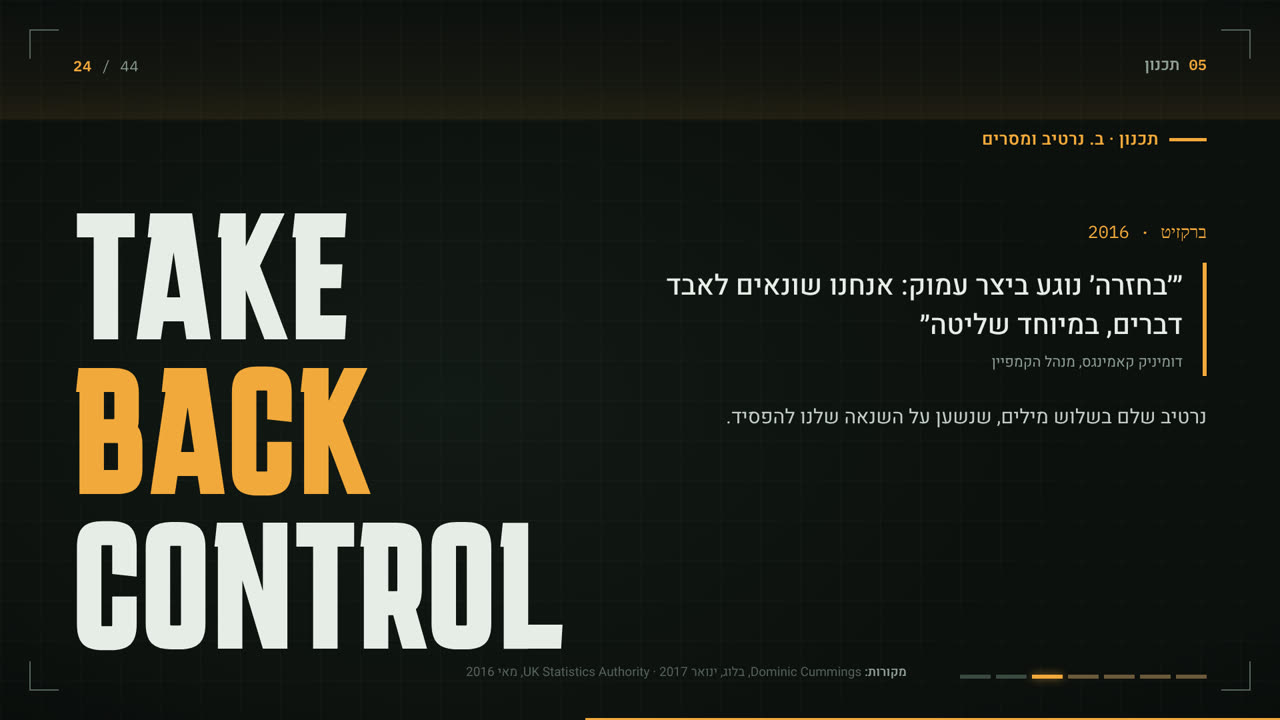 05 תכנון
24 / 44
תכנון · ב. נרטיב ומסרים
ברקזיט · 2016
"'בחזרה' נוגע ביצר עמוק: אנחנו שונאים לאבד
דברים, במיוחד שליטה"
דומיניק קאמינגס, מנהל הקמפיין
נרטיב שלם בשלוש מילים, שנשען על השנאה שלנו להפסיד.
TAKE
BACK
CONTROL
מקורות: Dominic Cummings, בלוג, ינואר 2017 · UK Statistics Authority, מאי 2016